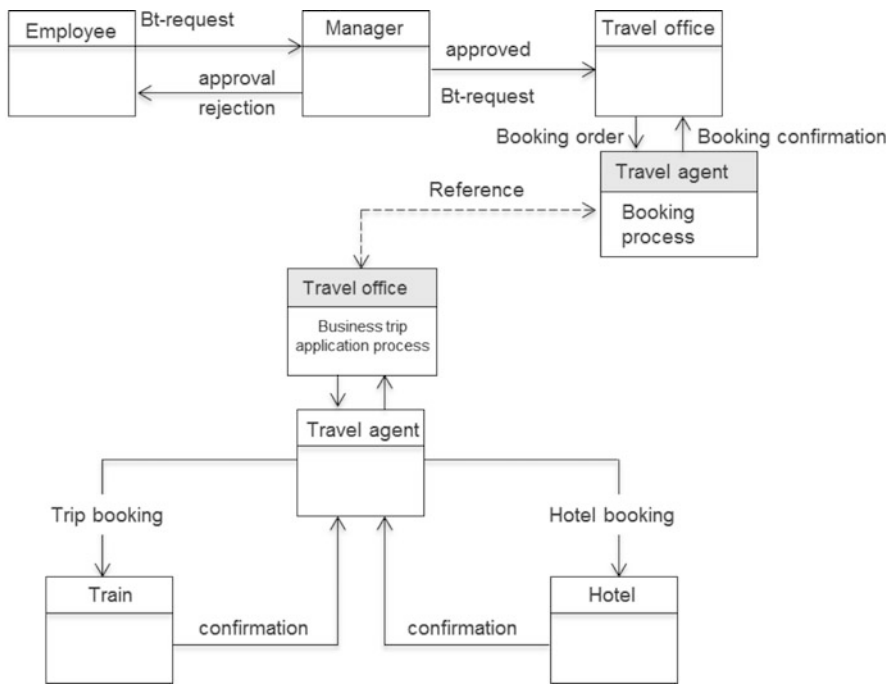 Employee
Bt-request
Manager
Travel office
approval
rejection
approved
Bt-request
Booking order
Booking confirmation
Travel agent
Booking
process
Reference
Travel office
Business trip
application process
Travel agent
Trip booking
Hotel booking
Train
confirmation
confirmation
Hotel